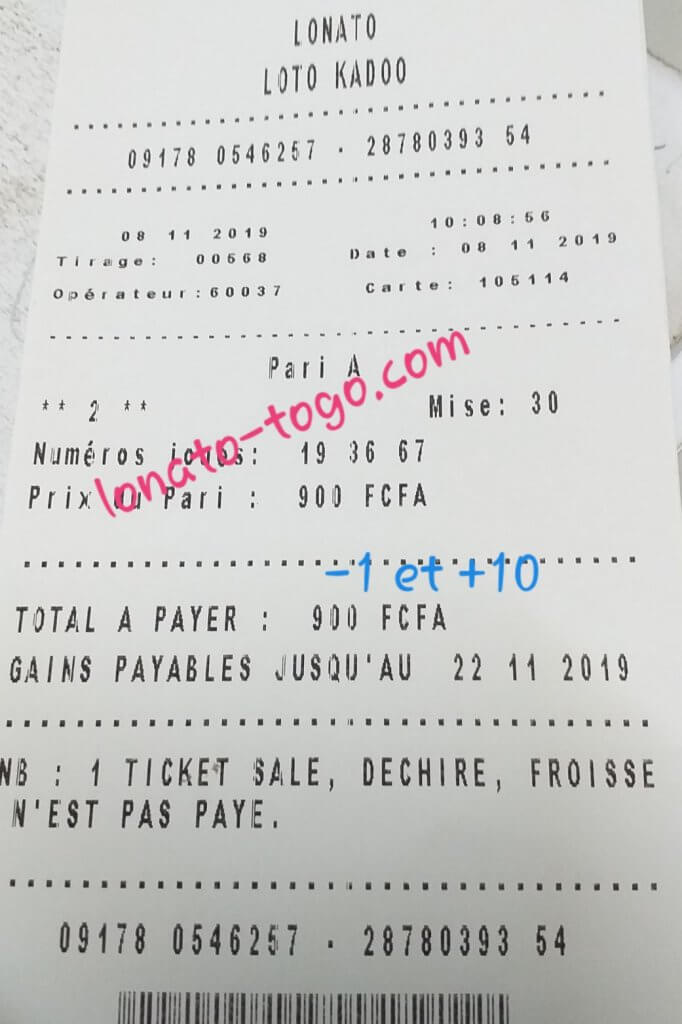 LONATO
LOTO KADOO
09178 0546257 . 28780393 54
08 11 2019 10:08:56
Tirage: 00568 Date : 08 11 2019
Opérateur:60037 Carte: 105114
Pari A
** 2 ** Mise: 30
Numéros joués: 19 36 67
Prix du Pari : 900 FCFA
lonato-togo.com
-1 et +10
TOTAL A PAYER : 900 FCFA
GAINS PAYABLES JUSQU'AU 22 11 2019
NB : 1 TICKET SALE, DECHIRE, FROISSE
N'EST PAS PAYE.
09178 0546257 . 28780393 54